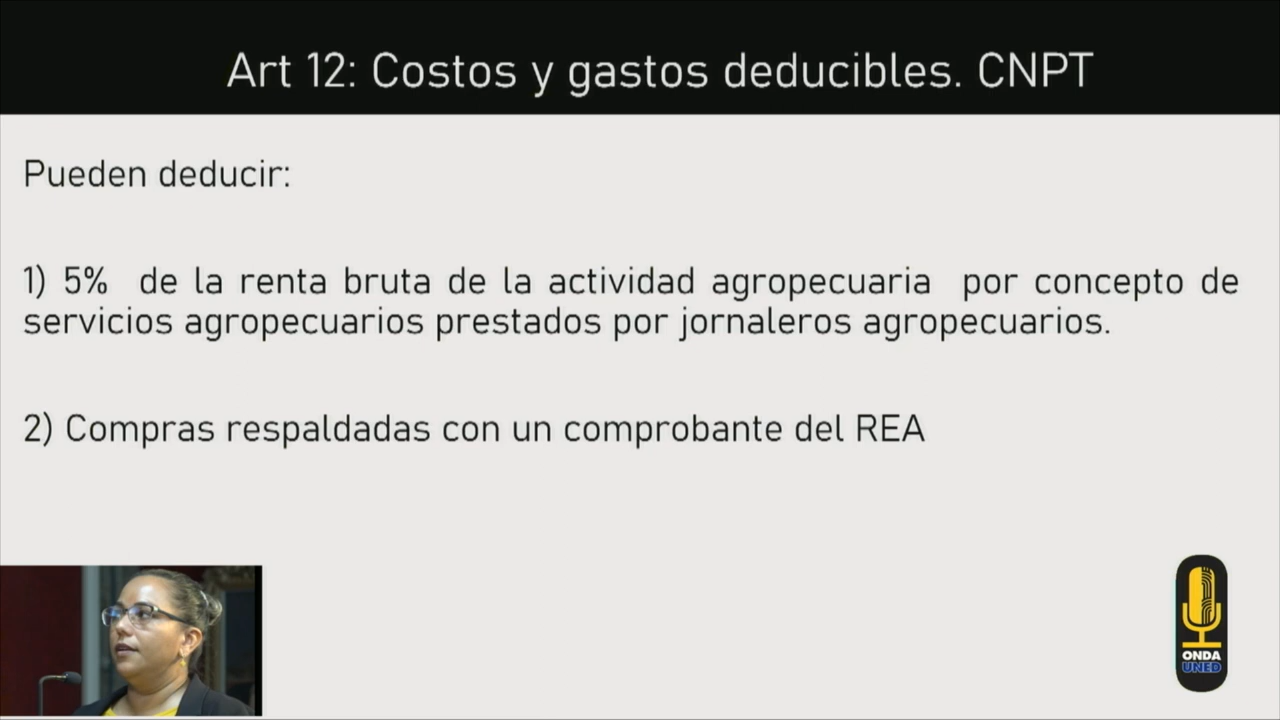 Art 12: Costos y gastos deducibles. CNPT
Pueden deducir:
1) 5% de la renta bruta de la actividad agropecuaria por concepto de
servicios agropecuarios prestados por jornaleros agropecuarios.
2) Compras respaldadas con un comprobante del REA
ONDA
UNED